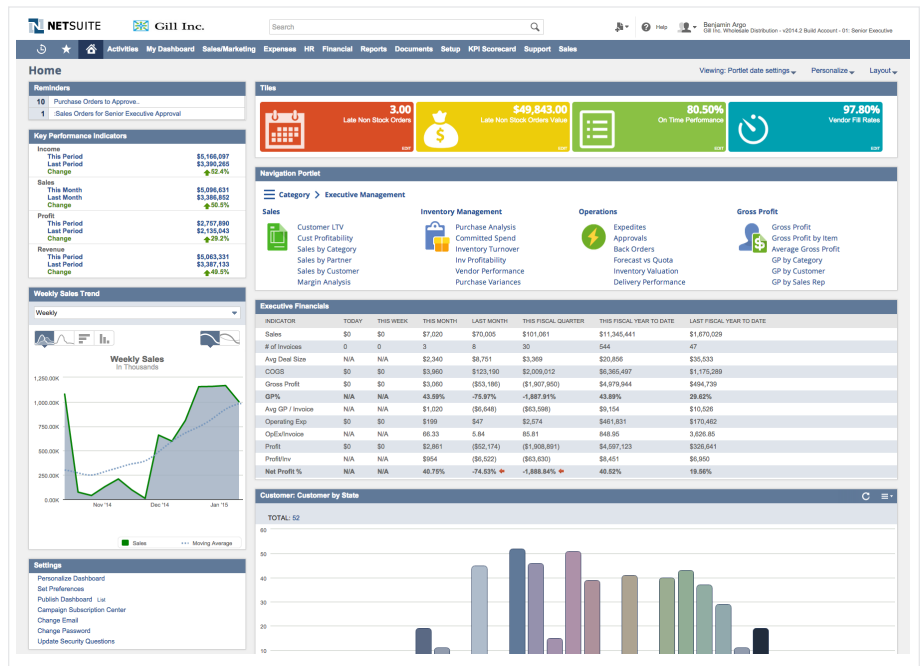 NETSUITE
Gill Inc.
Search
Help
Benjamin Argo
Gill Inc. Wholesale Distribution - v2014.2 Build Account - 01: Senior Executive
Activities My Dashboard Sales/Marketing Expenses HR Financial Reports Documents Setup KPI Scorecard Support Sales
Home
Viewing: Portlet date settings Personalize Layout
Reminders
10 Purchase Orders to Approve..
1 :Sales Orders for Senior Executive Approval
Key Performance Indicators
Income
This Period $5,166,097
Last Period $3,390,265
Change 52.4%
Sales
This Month $5,096,631
Last Month $3,386,852
Change 50.5%
Profit
This Period $2,757,890
Last Period $2,135,043
Change 29.2%
Revenue
This Period $5,063,331
Last Period $3,387,133
Change 49.5%
Weekly Sales Trend
Weekly
Weekly Sales
In Thousands
1,250.00K
1,000.00K
750.00K
500.00K
250.00K
0.00K
Nov '14 Dec '14 Jan '15
Sales Moving Average
Settings
Personalize Dashboard
Set Preferences
Publish Dashboard List
Campaign Subscription Center
Change Email
Change Password
Update Security Questions
Tiles
3.00
Late Non Stock Orders
EDIT
$49,843.00
Late Non Stock Orders Value
EDIT
80.50%
On Time Performance
EDIT
97.80%
Vendor Fill Rates
EDIT
Navigation Portlet
Category > Executive Management
Sales
Customer LTV
Cust Profitability
Sales by Category
Sales by Partner
Sales by Customer
Margin Analysis
Inventory Management
Purchase Analysis
Committed Spend
Inventory Turnover
Inv Profitability
Vendor Performance
Purchase Variances
Operations
Expedites
Approvals
Back Orders
Forecast vs Quota
Inventory Valuation
Delivery Performance
Gross Profit
Gross Profit
Gross Profit by Item
Average Gross Profit
GP by Category
GP by Customer
GP by Sales Rep
Executive Financials
INDICATOR TODAY THIS WEEK THIS MONTH LAST MONTH THIS FISCAL QUARTER THIS FISCAL YEAR TO DATE LAST FISCAL YEAR TO DATE
Sales $0 $0 $7,020 $70,005 $101,061 $11,345,441 $1,670,029
# of Invoices 0 0 3 8 30 544 47
Avg Deal Size N/A N/A $2,340 $8,751 $3,369 $20,856 $35,533
COGS $0 $0 $3,960 $123,190 $2,009,012 $6,365,497 $1,175,289
Gross Profit $0 $0 $3,060 ($53,186) ($1,907,950) $4,979,944 $494,739
GP% N/A N/A 43.59% -75.97% -1,887.91% 43.89% 29.62%
Avg GP / Invoice N/A N/A $1,020 ($6,648) ($63,598) $9,154 $10,526
Operating Exp $0 $0 $199 $47 $2,574 $461,831 $170,462
OpEx/Invoice N/A N/A 66.33 5.84 85.81 848.95 3,626.85
Profit $0 $0 $2,861 ($52,174) ($1,908,891) $4,597,123 $326,641
Profit/Inv N/A N/A $954 ($6,522) ($63,630) $8,451 $6,950
Net Profit % N/A N/A 40.75% -74.53% -1,888.84% 40.52% 19.56%
Customer: Customer by State
TOTAL: 52
60
50
40
30
20
10